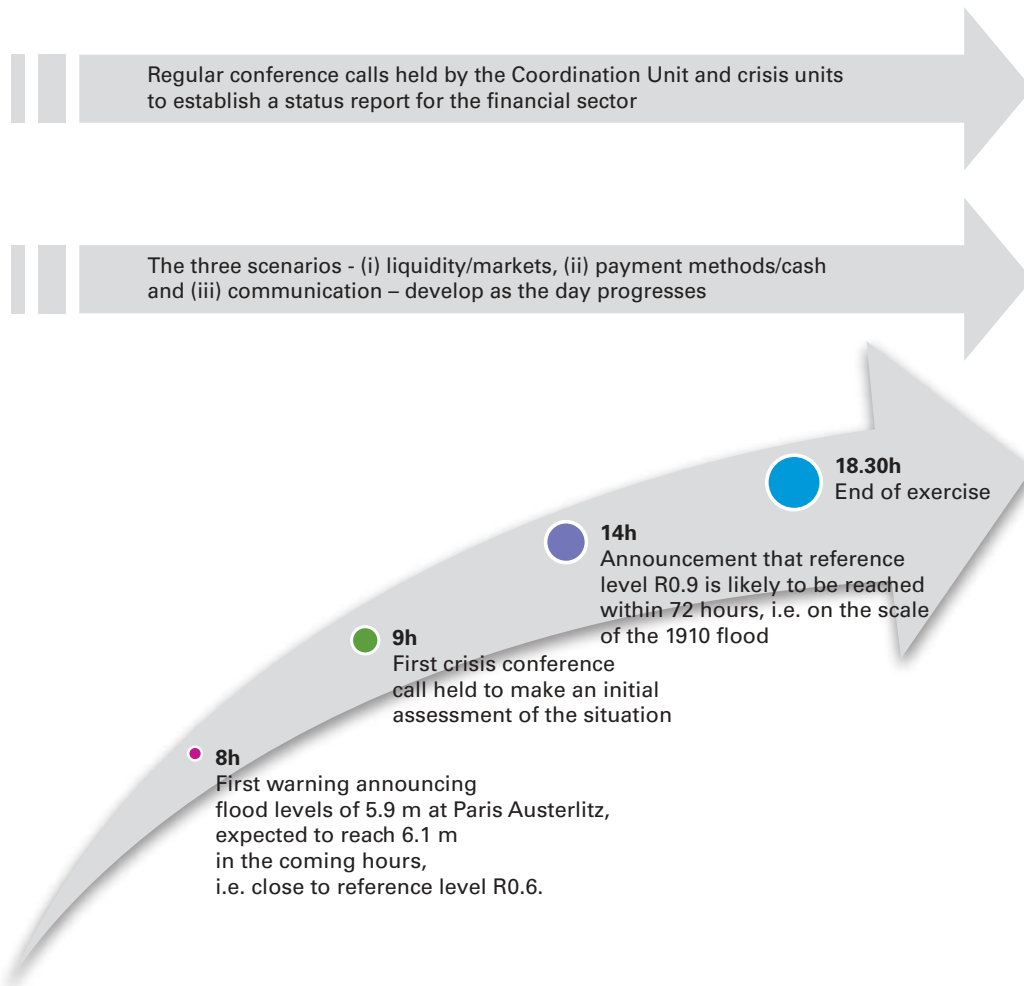 Regular conference calls held by the Coordination Unit and crisis units
to establish a status report for the financial sector
The three scenarios - (i) liquidity/markets, (ii) payment methods/cash
and (iii) communication – develop as the day progresses
18.30h
End of exercise
14h
Announcement that reference
level R0.9 is likely to be reached
within 72 hours, i.e. on the scale
of the 1910 flood
9h
First crisis conference
call held to make an initial
assessment of the situation
8h
First warning announcing
flood levels of 5.9 m at Paris Austerlitz,
expected to reach 6.1 m
in the coming hours,
i.e. close to reference level R0.6.